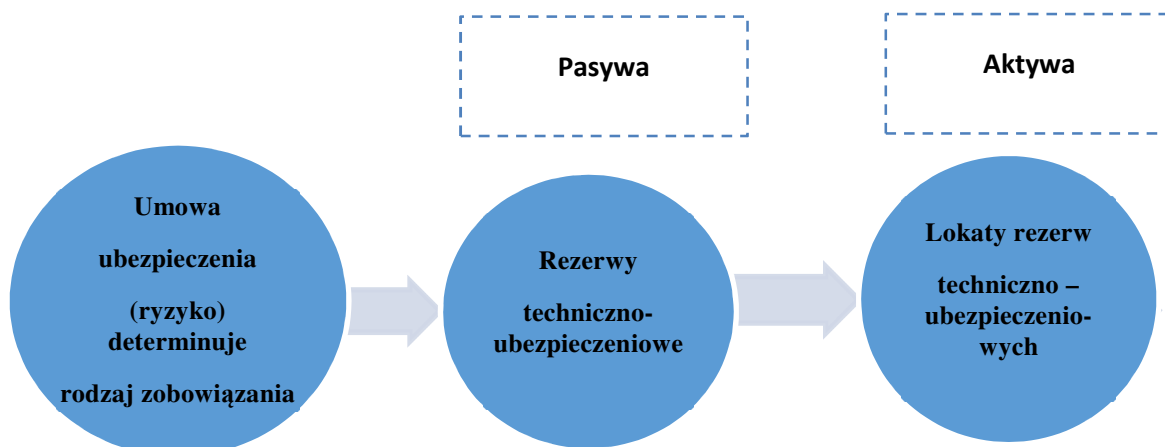 Pasywa
Aktywa
Umowa
ubezpieczenia
(ryzyko)
determinuje
rodzaj zobowiązania
Rezerwy
techniczno-
ubezpieczeniowe
Lokaty rezerw
techniczno –
ubezpieczenio-
wych